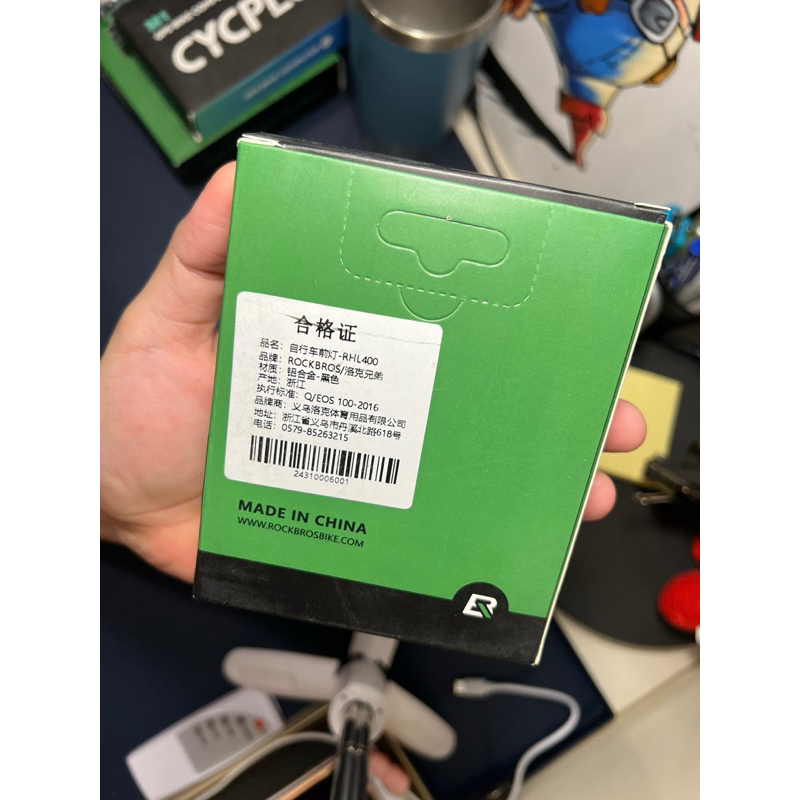 CYCPL
合格证
品名：自行车前灯-RHL400
品牌：ROCKBROS/洛克兄弟
材质：铝合金-黑色
产地：浙江
执行标准：Q/EOS 100-2016
品牌商：义乌洛克体育用品有限公司
地址：浙江省义乌市丹溪北路618号
电话：0579-85263215
24310006001
MADE IN CHINA
WWW.ROCKBROSBIKE.COM